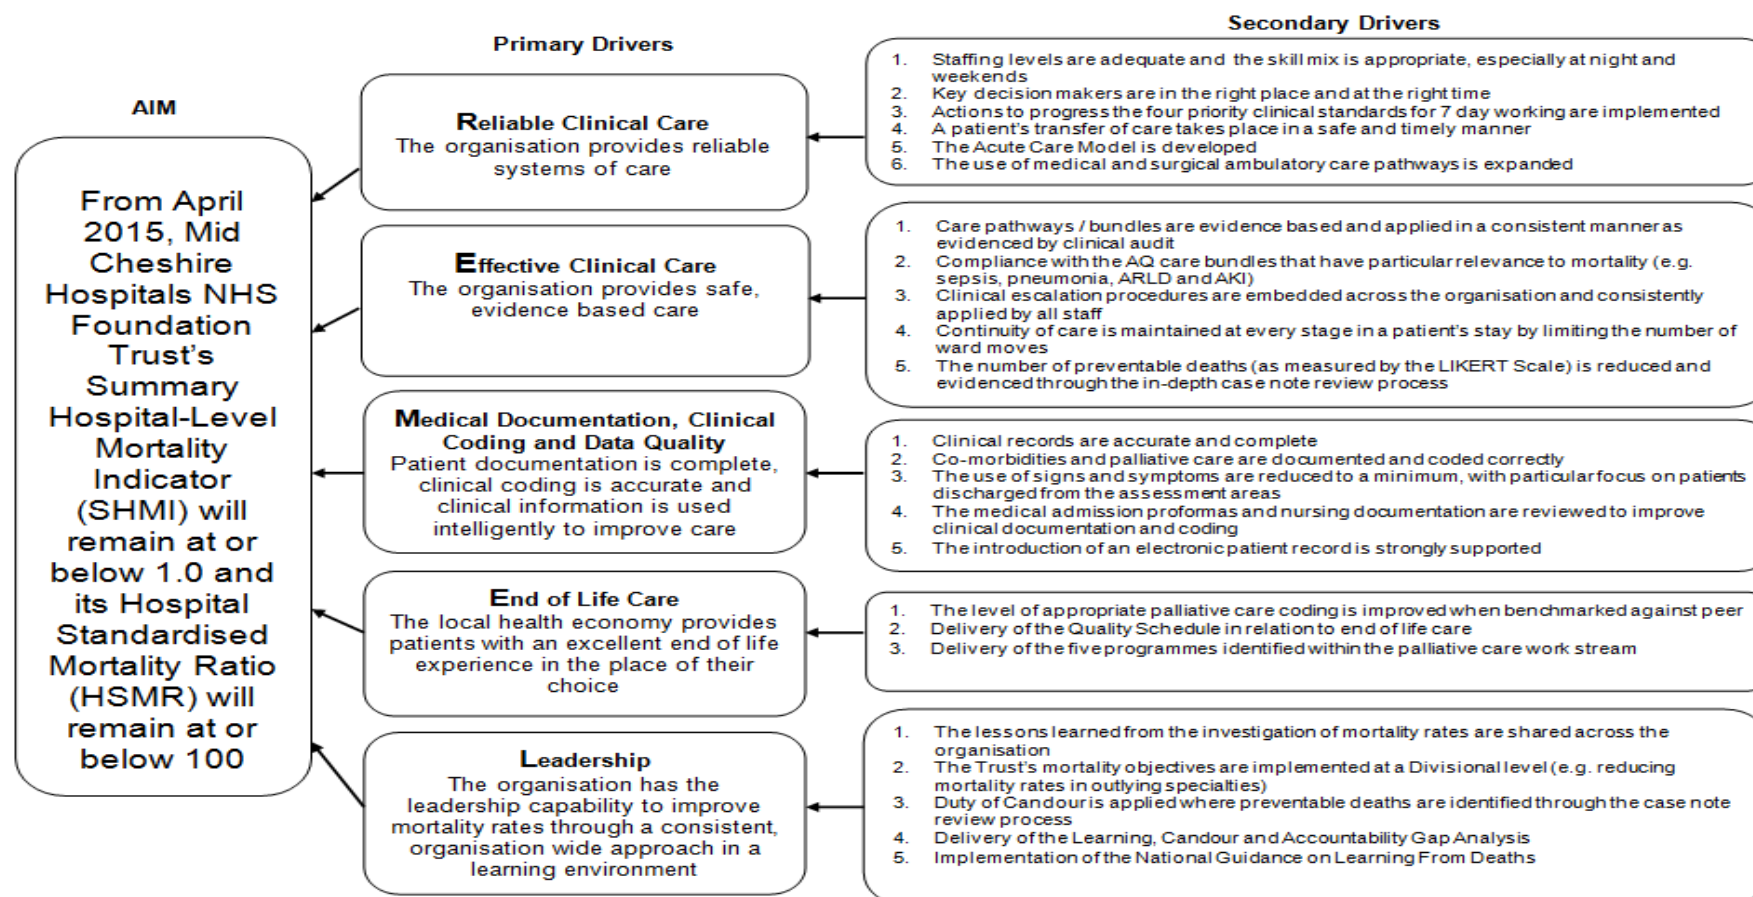 AIM
From April
2015, Mid
Cheshire
Hospitals NHS
Foundation
Trust's
Summary
Hospital-Level
Mortality
Indicator
(SHMI) will
remain at or
below 1.0 and
its Hospital
Standardised
Mortality Ratio
(HSMR) will
remain at or
below 100
Primary Drivers
Reliable Clinical Care
The organisation provides reliable
systems of care
Effective Clinical Care
The organisation provides safe,
evidence based care
Medical Documentation, Clinical
Coding and Data Quality
Patient documentation is complete,
clinical coding is accurate and
clinical information is used
intelligently to improve care
End of Life Care
The local health economy provides
patients with an excellent end of life
experience in the place of their
choice
Leadership
The organisation has the
leadership capability to improve
mortality rates through a consistent,
organisation wide approach in a
learning environment
Secondary Drivers
1. Staffing levels are adequate and the skill mix is appropriate, especially at night and
weekends
2. Key decision makers are in the right place and at the right time
3. Actions to progress the four priority clinical standards for 7 day working are implemented
4. A patient's transfer of care takes place in a safe and timely manner
5. The Acute Care Model is developed
6. The use of medical and surgical ambulatory care pathways is expanded
1. Care pathways / bundles are evidence based and applied in a consistent manner as
evidenced by clinical audit
2. Compliance with the AQ care bundles that have particular relevance to mortality (e.g.
sepsis, pneumonia, ARLD and AKI)
3. Clinical escalation procedures are embedded across the organisation and consistently
applied by all staff
4. Continuity of care is maintained at every stage in a patient's stay by limiting the number of
ward moves
5. The number of preventable deaths (as measured by the LIKERT Scale) is reduced and
evidenced through the in-depth case note review process
1. Clinical records are accurate and complete
2. Co-morbidities and palliative care are documented and coded correctly
3. The use of signs and symptoms are reduced to a minimum, with particular focus on patients
discharged from the assessment areas
4. The medical admission proformas and nursing documentation are reviewed to improve
clinical documentation and coding
5. The introduction of an electronic patient record is strongly supported
1. The level of appropriate palliative care coding is improved when benchmarked against peer
2. Delivery of the Quality Schedule in relation to end of life care
3. Delivery of the five programmes identified within the palliative care work stream
1. The lessons learned from the investigation of mortality rates are shared across the
organisation
2. The Trust's mortality objectives are implemented at a Divisional level (e.g. reducing
mortality rates in outlying specialties)
3. Duty of Candour is applied where preventable deaths are identified through the case note
review process
4. Delivery of the Learning, Candour and Accountability Gap Analysis
5. Implementation of the National Guidance on Learning From Deaths